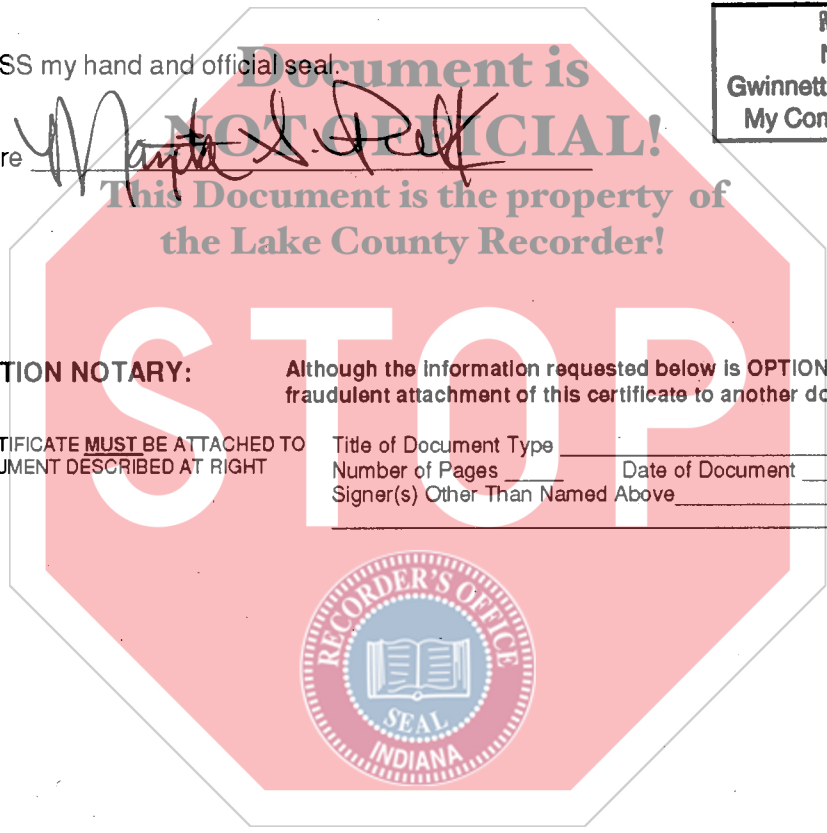 SS my hand and official seal.
Document is
NOT OFFICIAL!
Gwinnett
My Con
re
This Document is the property of
the Lake County Recorder!
STOP
TION NOTARY:
Although the information requested below is OPTION
fraudulent attachment of this certificate to another do
TIFICATE MUST BE ATTACHED TO
UMENT DESCRIBED AT RIGHT
Title of Document Type
Number of Pages Date of Document
Signer(s) Other Than Named Above
RECORDER'S OFFICE
SEAL
INDIANA